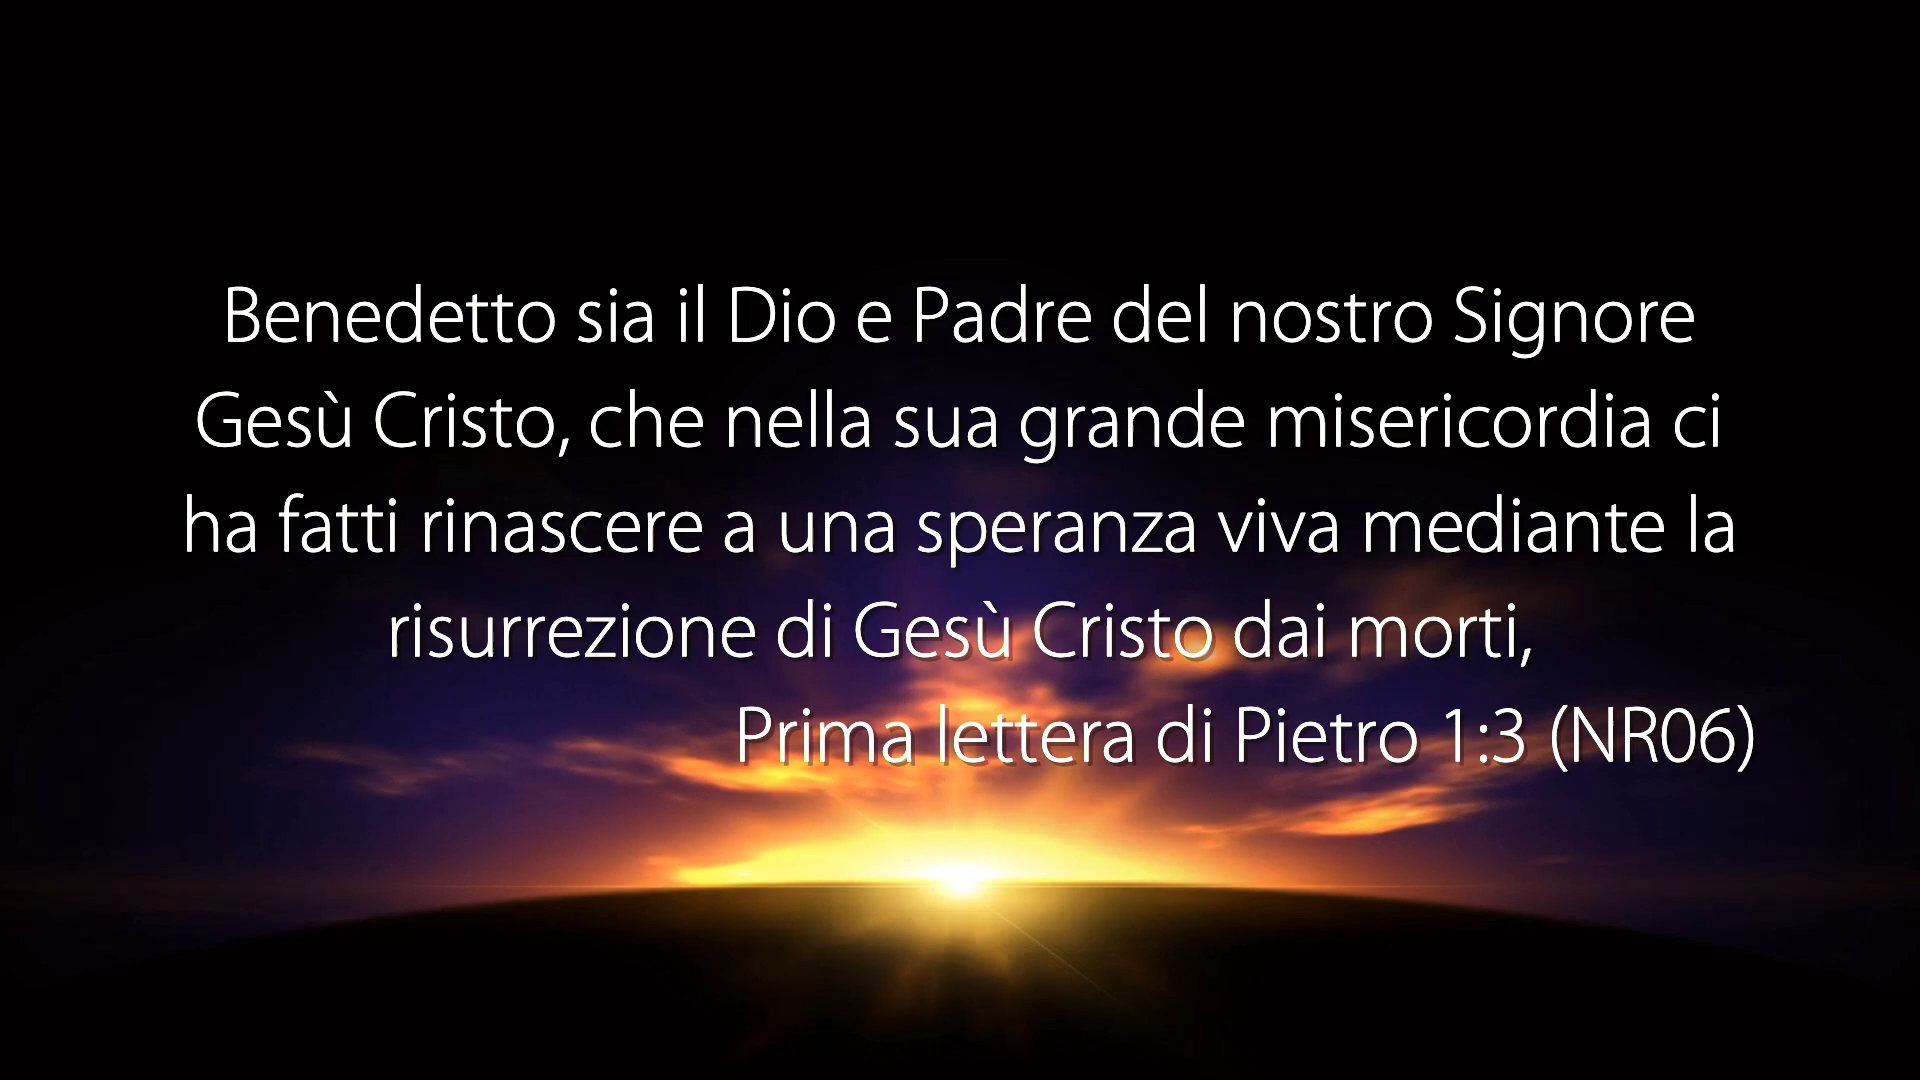 Benedetto sia il Dio e Padre del nostro Signore
Gesù Cristo, che nella sua grande misericordia ci
ha fatti rinascere a una speranza viva mediante la
risurrezione di Gesù Cristo dai morti,
Prima lettera di Pietro 1:3 (NR06)